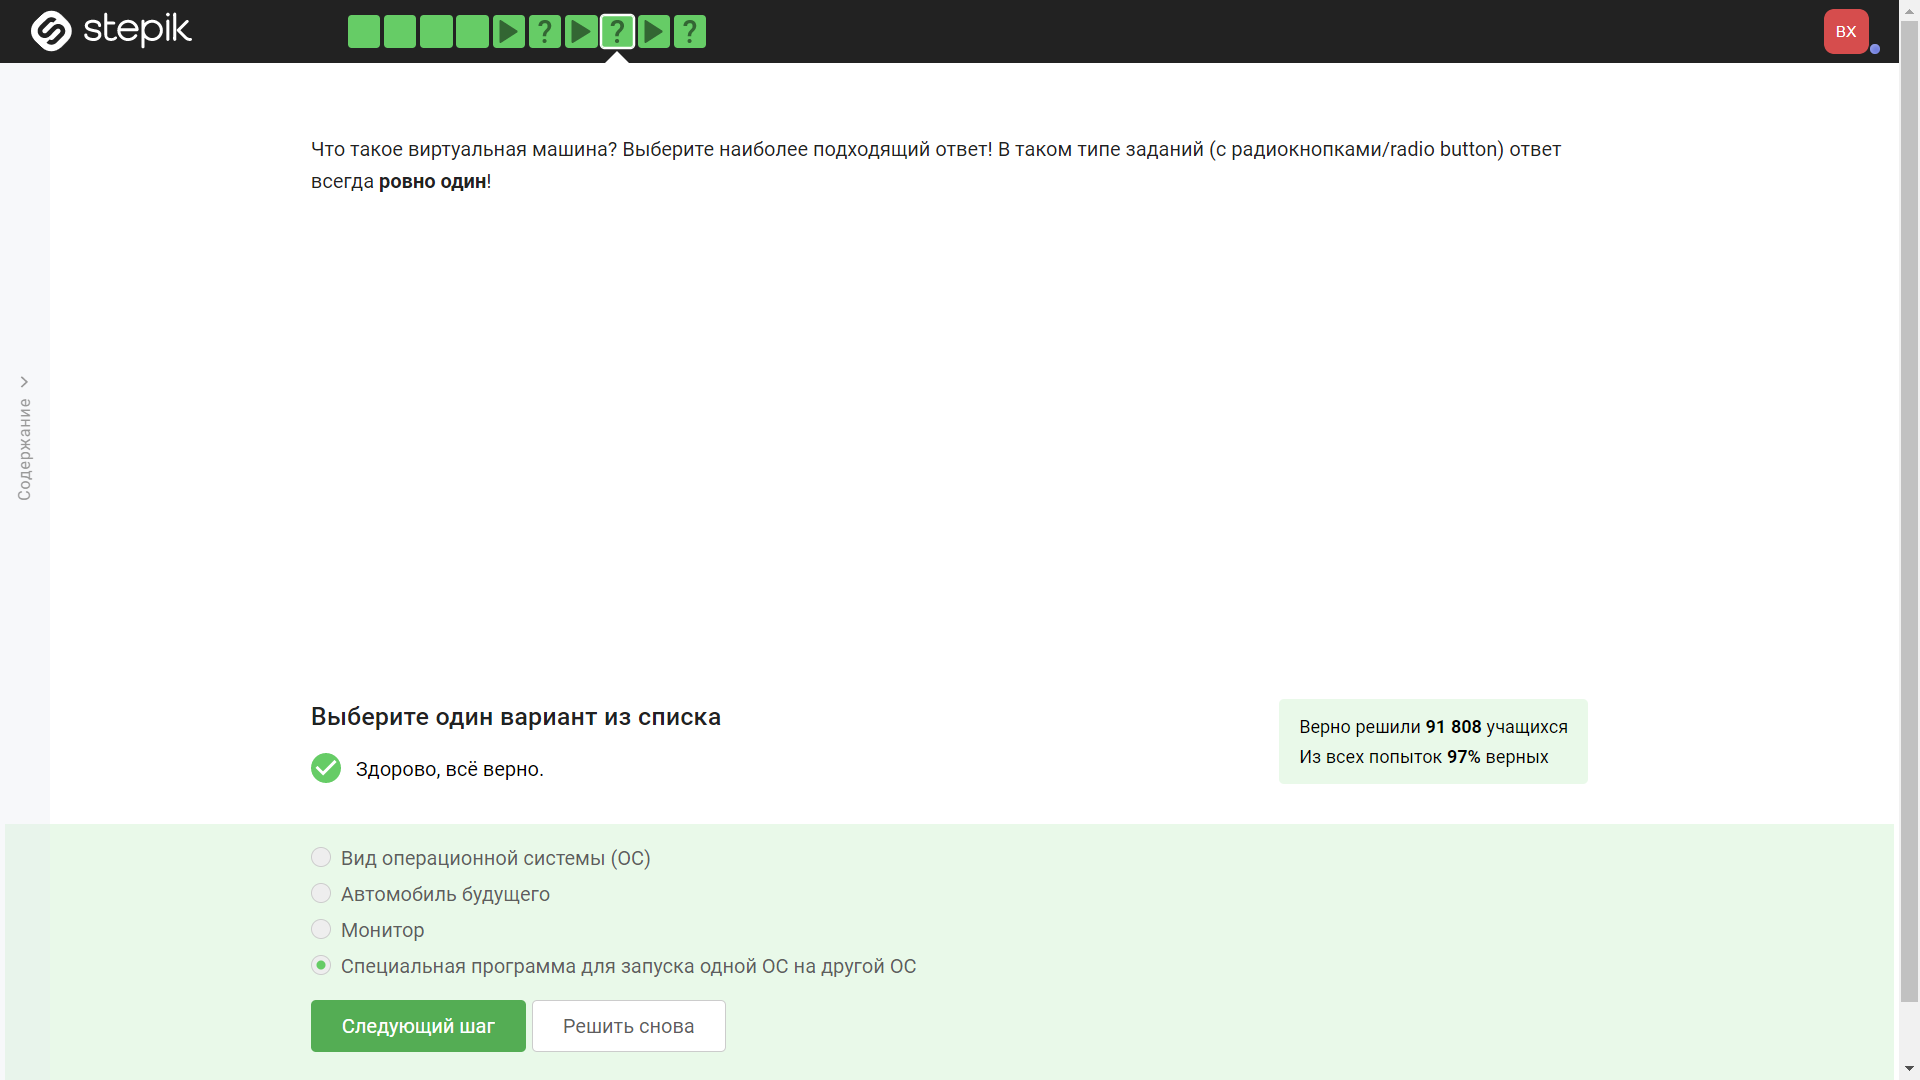 stepik
? ? ?
ВХ
Что такое виртуальная машина? Выберите наиболее подходящий ответ! В таком типе заданий (с радиокнопками/radio button) ответ
всегда ровно один!
Содержание
Выберите один вариант из списка
Здорово, всё верно.
Верно решили 91 808 учащихся
Из всех попыток 97% верных
Вид операционной системы (ОС)
Автомобиль будущего
Монитор
Специальная программа для запуска одной ОС на другой ОС
Следующий шаг
Решить снова